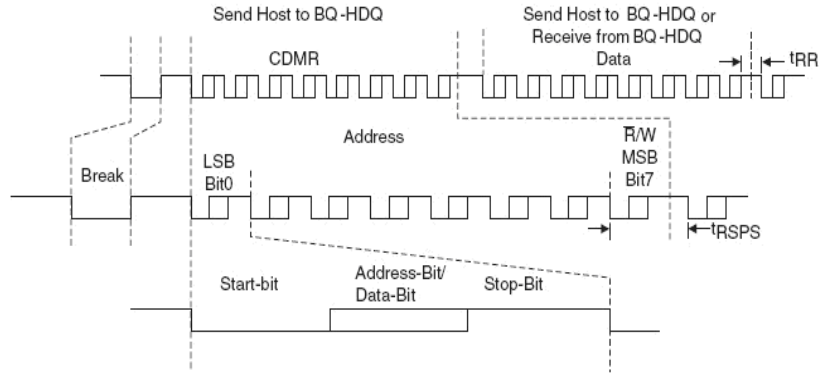 Send Host to BQ-HDQ
Send Host to BQ-HDQ or
Receive from BQ-HDQ
CDMR
Data
tRR
Address
R̅/W
MSB
Bit7
LSB
Bit0
Break
tRSPS
Start-bit
Address-Bit/
Data-Bit
Stop-Bit